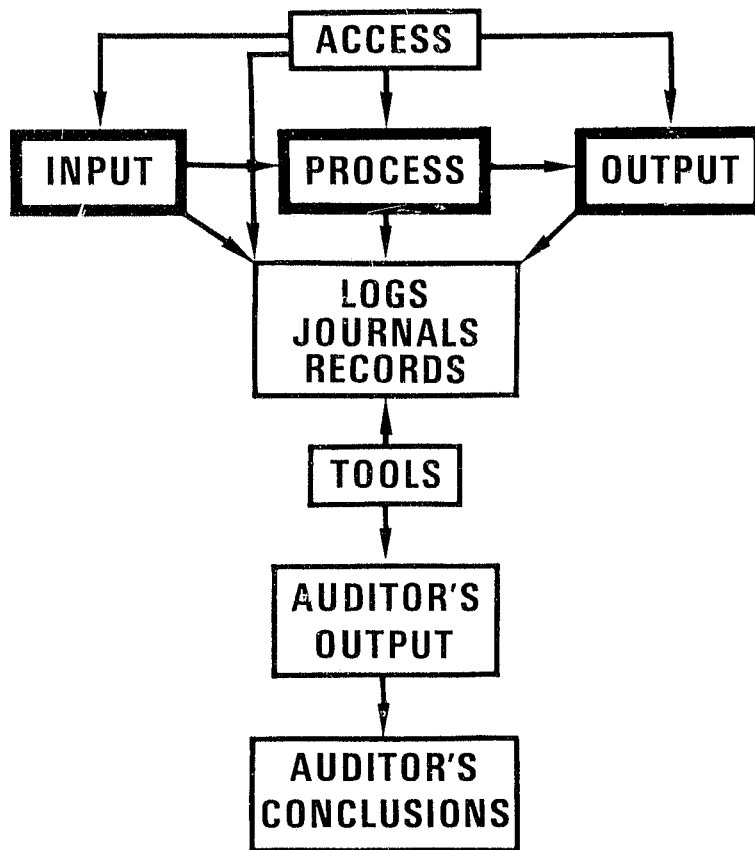 ACCESS
INPUT
PROCESS
OUTPUT
LOGS
JOURNALS
RECORDS
TOOLS
AUDITOR'S
OUTPUT
AUDITOR'S
CONCLUSIONS